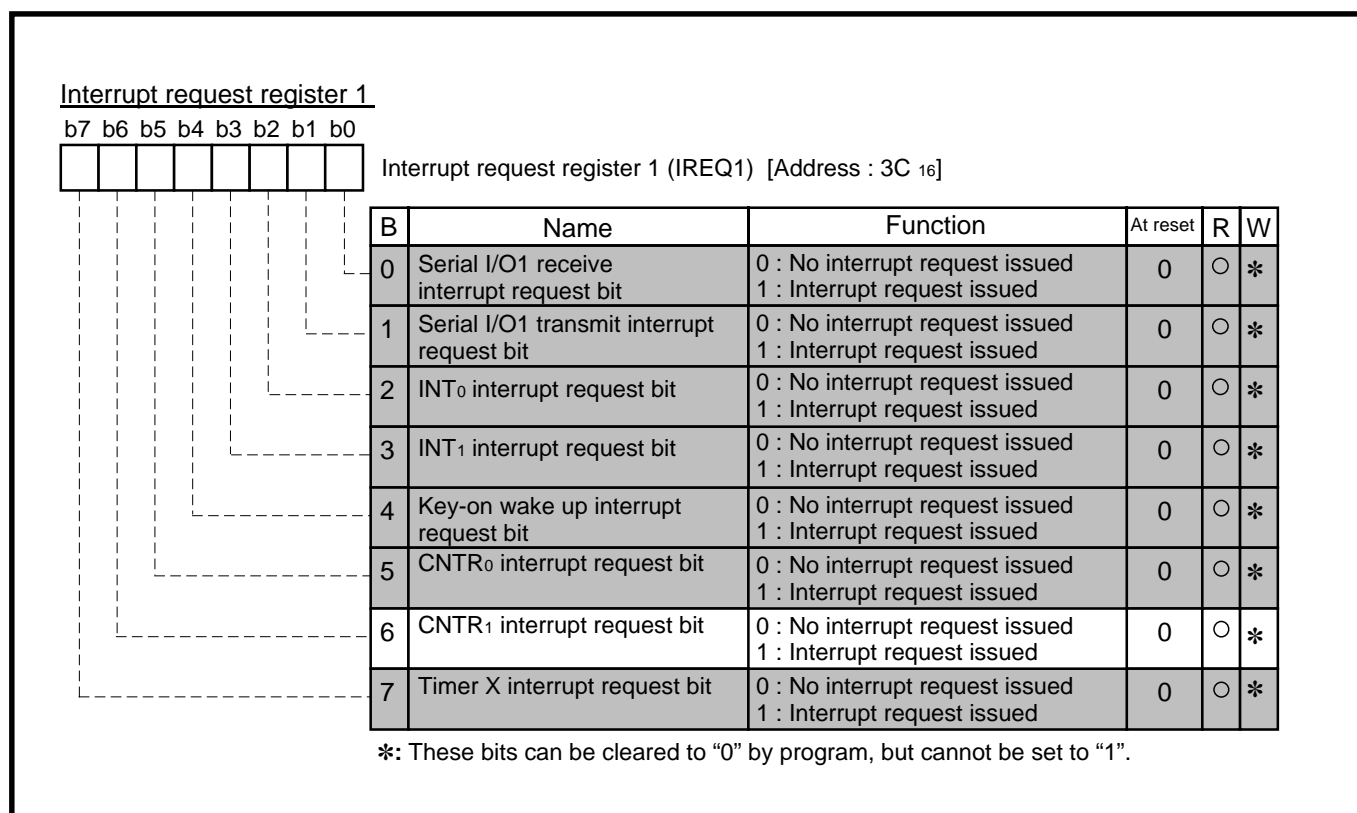 Interrupt request register 1
b7 b6 b5 b4 b3 b2 b1 b0
Interrupt request register 1 (IREQ1) [Address : 3C 16]
B Name Function At reset R W
0 Serial I/O1 receive interrupt request bit 0 : No interrupt request issued 1 : Interrupt request issued 0 ○ ✻
1 Serial I/O1 transmit interrupt request bit 0 : No interrupt request issued 1 : Interrupt request issued 0 ○ ✻
2 INT0 interrupt request bit 0 : No interrupt request issued 1 : Interrupt request issued 0 ○ ✻
3 INT1 interrupt request bit 0 : No interrupt request issued 1 : Interrupt request issued 0 ○ ✻
4 Key-on wake up interrupt request bit 0 : No interrupt request issued 1 : Interrupt request issued 0 ○ ✻
5 CNTR0 interrupt request bit 0 : No interrupt request issued 1 : Interrupt request issued 0 ○ ✻
6 CNTR1 interrupt request bit 0 : No interrupt request issued 1 : Interrupt request issued 0 ○ ✻
7 Timer X interrupt request bit 0 : No interrupt request issued 1 : Interrupt request issued 0 ○ ✻
✻: These bits can be cleared to “0” by program, but cannot be set to “1”.